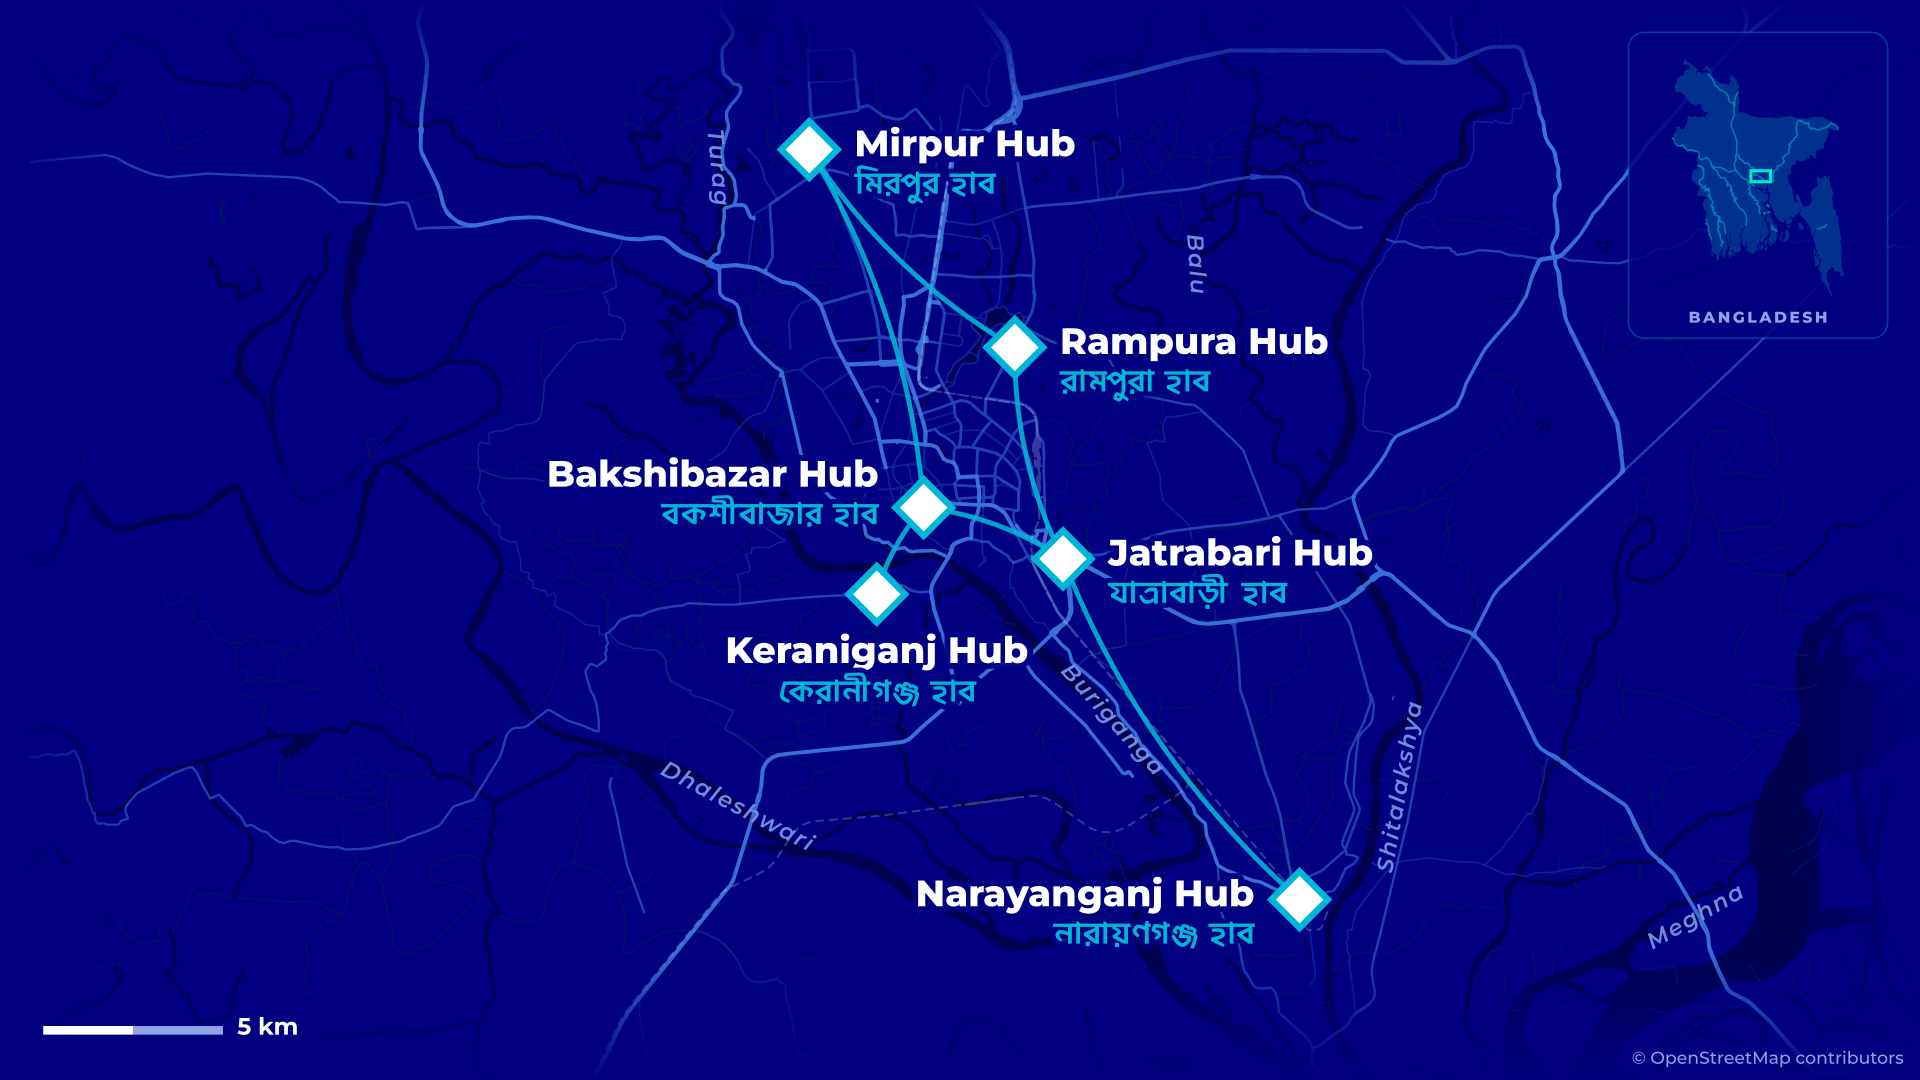 Turag
Mirpur Hub
মিরপুর হাব
Balu
BANGLADESH
Rampura Hub
রামপুরা হাব
Bakshibazar Hub
বকশীবাজার হাব
Jatrabari Hub
যাত্রাবাড়ী হাব
Keraniganj Hub
কেরানীগঞ্জ হাব
Buriganga
Shitalakshya
Dhaleshwari
Narayanganj Hub
নারায়ণগঞ্জ হাব
Meghna
5 km
© OpenStreetMap contributors